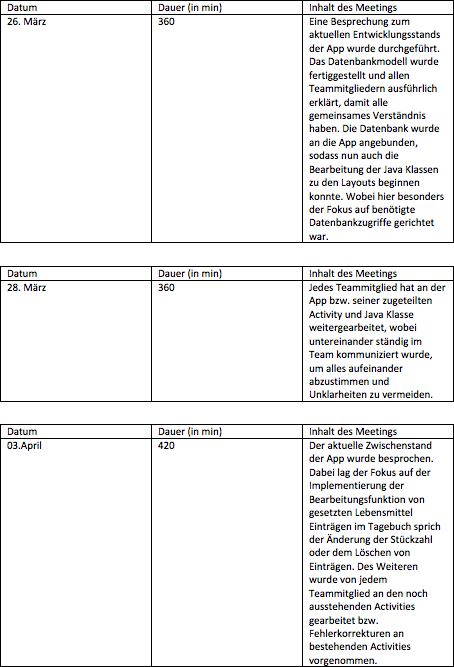 Datum Dauer (in min) Inhalt des Meetings
26. März 360 Eine Besprechung zum
aktuellen Entwicklungsstands
der App wurde durchgeführt.
Das Datenbankmodell wurde
fertiggestellt und allen
Teammitgliedern ausführlich
erklärt, damit alle
gemeinsames Verständnis
haben. Die Datenbank wurde
an die App angebunden,
sodass nun auch die
Bearbeitung der Java Klassen
zu den Layouts beginnen
konnte. Wobei hier besonders
der Fokus auf benötigte
Datenbankzugriffe gerichtet
war.
Datum Dauer (in min) Inhalt des Meetings
28. März 360 Jedes Teammitglied hat an der
App bzw. seiner zugeteilten
Activity und Java Klasse
weitergearbeitet, wobei
untereinander ständig im
Team kommuniziert wurde,
um alles aufeinander
abzustimmen und
Unklarheiten zu vermeiden.
Datum Dauer (in min) Inhalt des Meetings
03.April 420 Der aktuelle Zwischenstand
der App wurde besprochen.
Dabei lag der Fokus auf der
Implementierung der
Bearbeitungsfunktion von
gesetzten Lebensmittel
Einträgen im Tagebuch sprich
der Änderung der Stückzahl
oder dem Löschen von
Einträgen. Des Weiteren
wurde von jedem
Teammitglied an den noch
ausstehenden Activities
gearbeitet bzw.
Fehlerkorrekturen an
bestehenden Activities
vorgenommen.